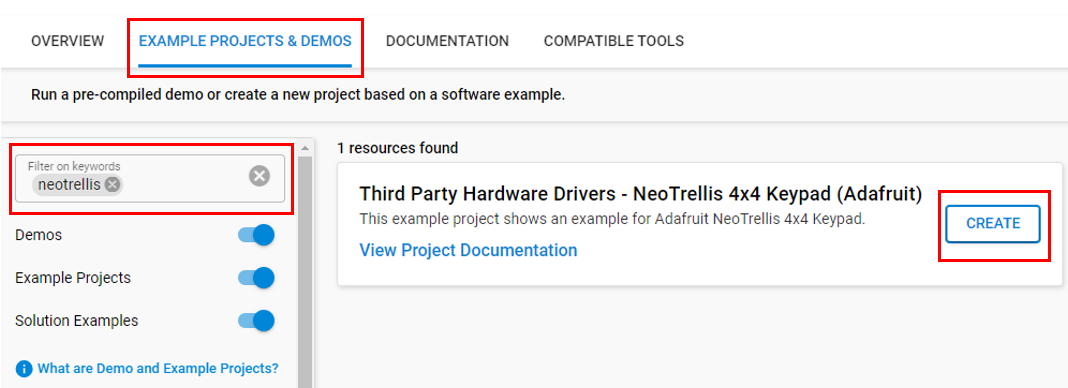 OVERVIEW EXAMPLE PROJECTS & DEMOS DOCUMENTATION COMPATIBLE TOOLS
Run a pre-compiled demo or create a new project based on a software example.
Filter on keywords
neotrellis
Demos
Example Projects
Solution Examples
What are Demo and Example Projects?
1 resources found
Third Party Hardware Drivers - NeoTrellis 4x4 Keypad (Adafruit)
This example project shows an example for Adafruit NeoTrellis 4x4 Keypad.
View Project Documentation
CREATE